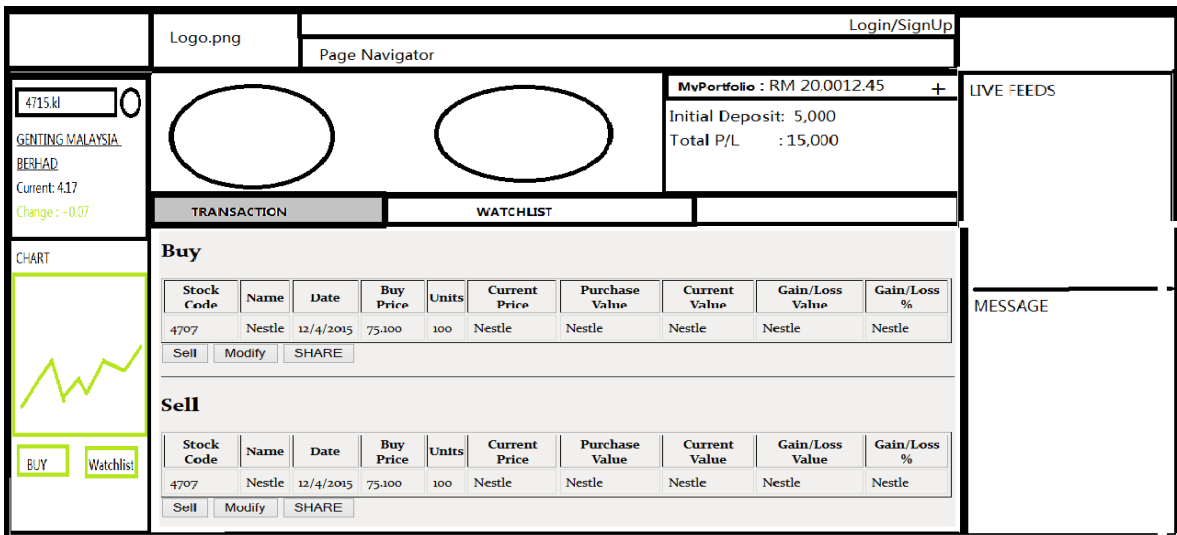 Logo.png
Login/SignUp
Page Navigator
4715.kl
GENTING MALAYSIA
BERHAD
Current: 4.17
Change : -0.07
CHART
BUY Watchlist
MyPortfolio : RM 20.0012.45 +
Initial Deposit: 5,000
Total P/L : 15,000
TRANSACTION WATCHLIST
Buy
Stock Code Name Date Buy Price Units Current Price Purchase Value Current Value Gain/Loss Value Gain/Loss %
4707 Nestle 12/4/2015 75.100 100 Nestle Nestle Nestle Nestle Nestle
Sell Modify SHARE
Sell
Stock Code Name Date Buy Price Units Current Price Purchase Value Current Value Gain/Loss Value Gain/Loss %
4707 Nestle 12/4/2015 75.100 100 Nestle Nestle Nestle Nestle Nestle
Sell Modify SHARE
LIVE FEEDS
MESSAGE